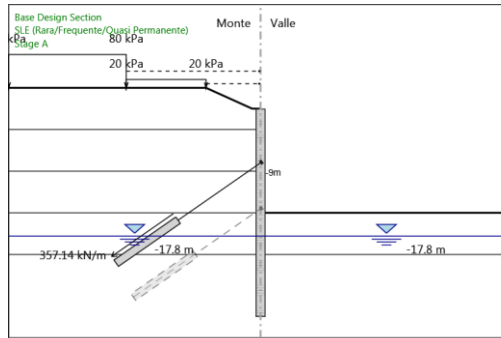 Base Design Section
SLE (Rara/Frequente/Quasi Permanente)
Stage A
Monte
Valle
kPa
80 kPa
20 kPa
20 kPa
-9m
357.14 kN/m
-17.8 m
-17.8 m